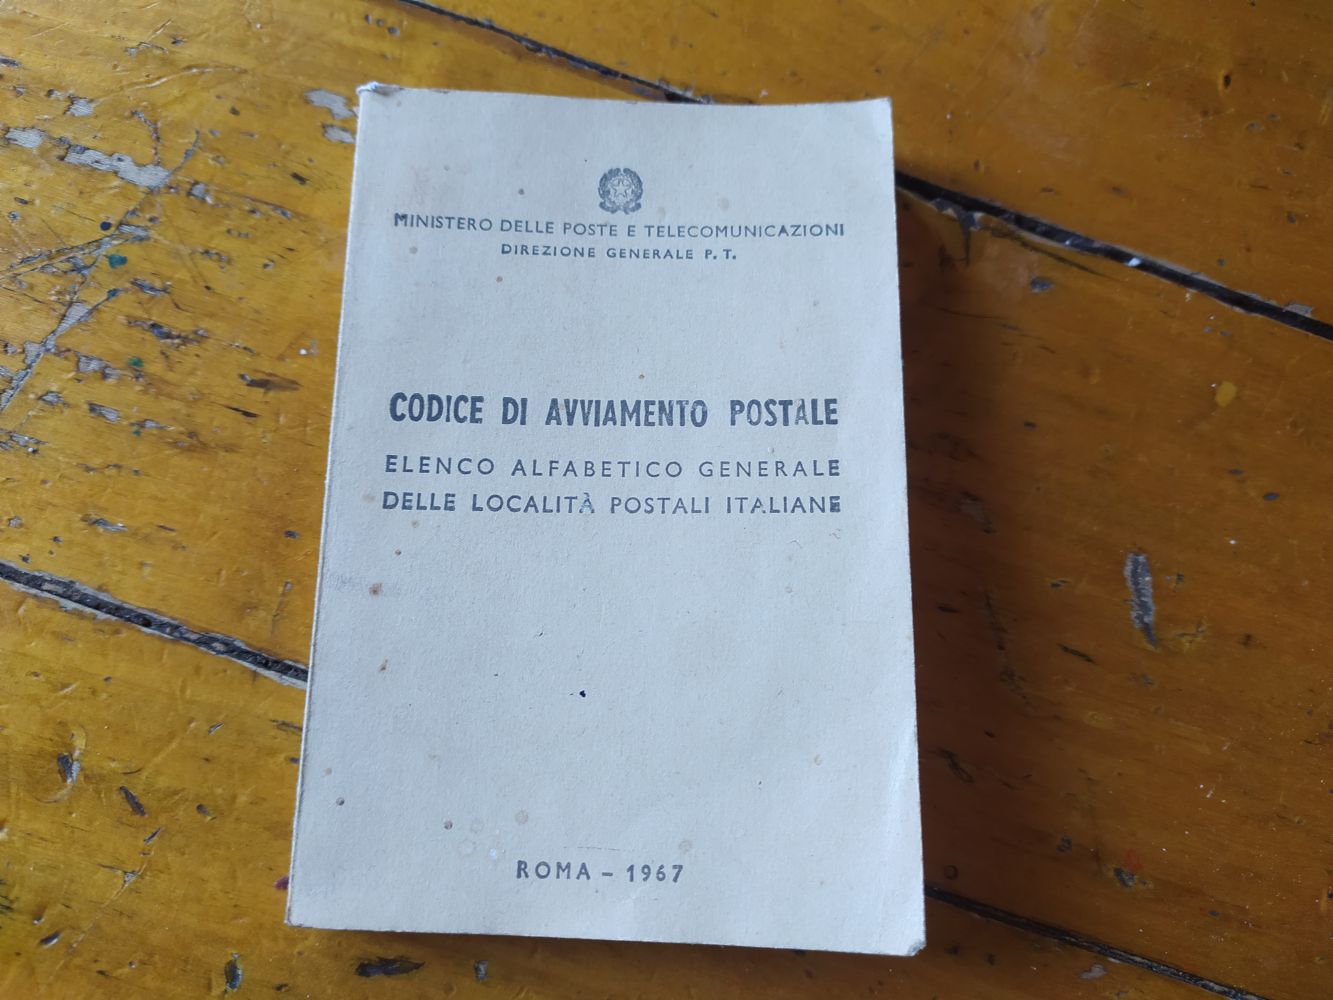 MINISTERO DELLE POSTE E TELECOMUNICAZIONI
DIREZIONE GENERALE P. T.
CODICE DI AVVIAMENTO POSTALE
ELENCO ALFABETICO GENERALE
DELLE LOCALITÀ POSTALI ITALIANE
ROMA – 1967